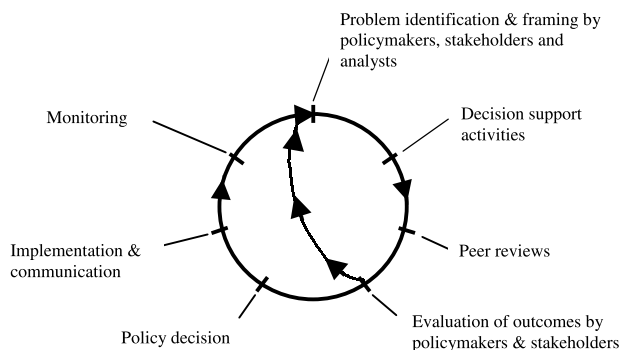 Problem identification & framing by
policymakers, stakeholders and
analysts
Decision support
activities
Peer reviews
Evaluation of outcomes by
policymakers & stakeholders
Policy decision
Implementation &
communication
Monitoring